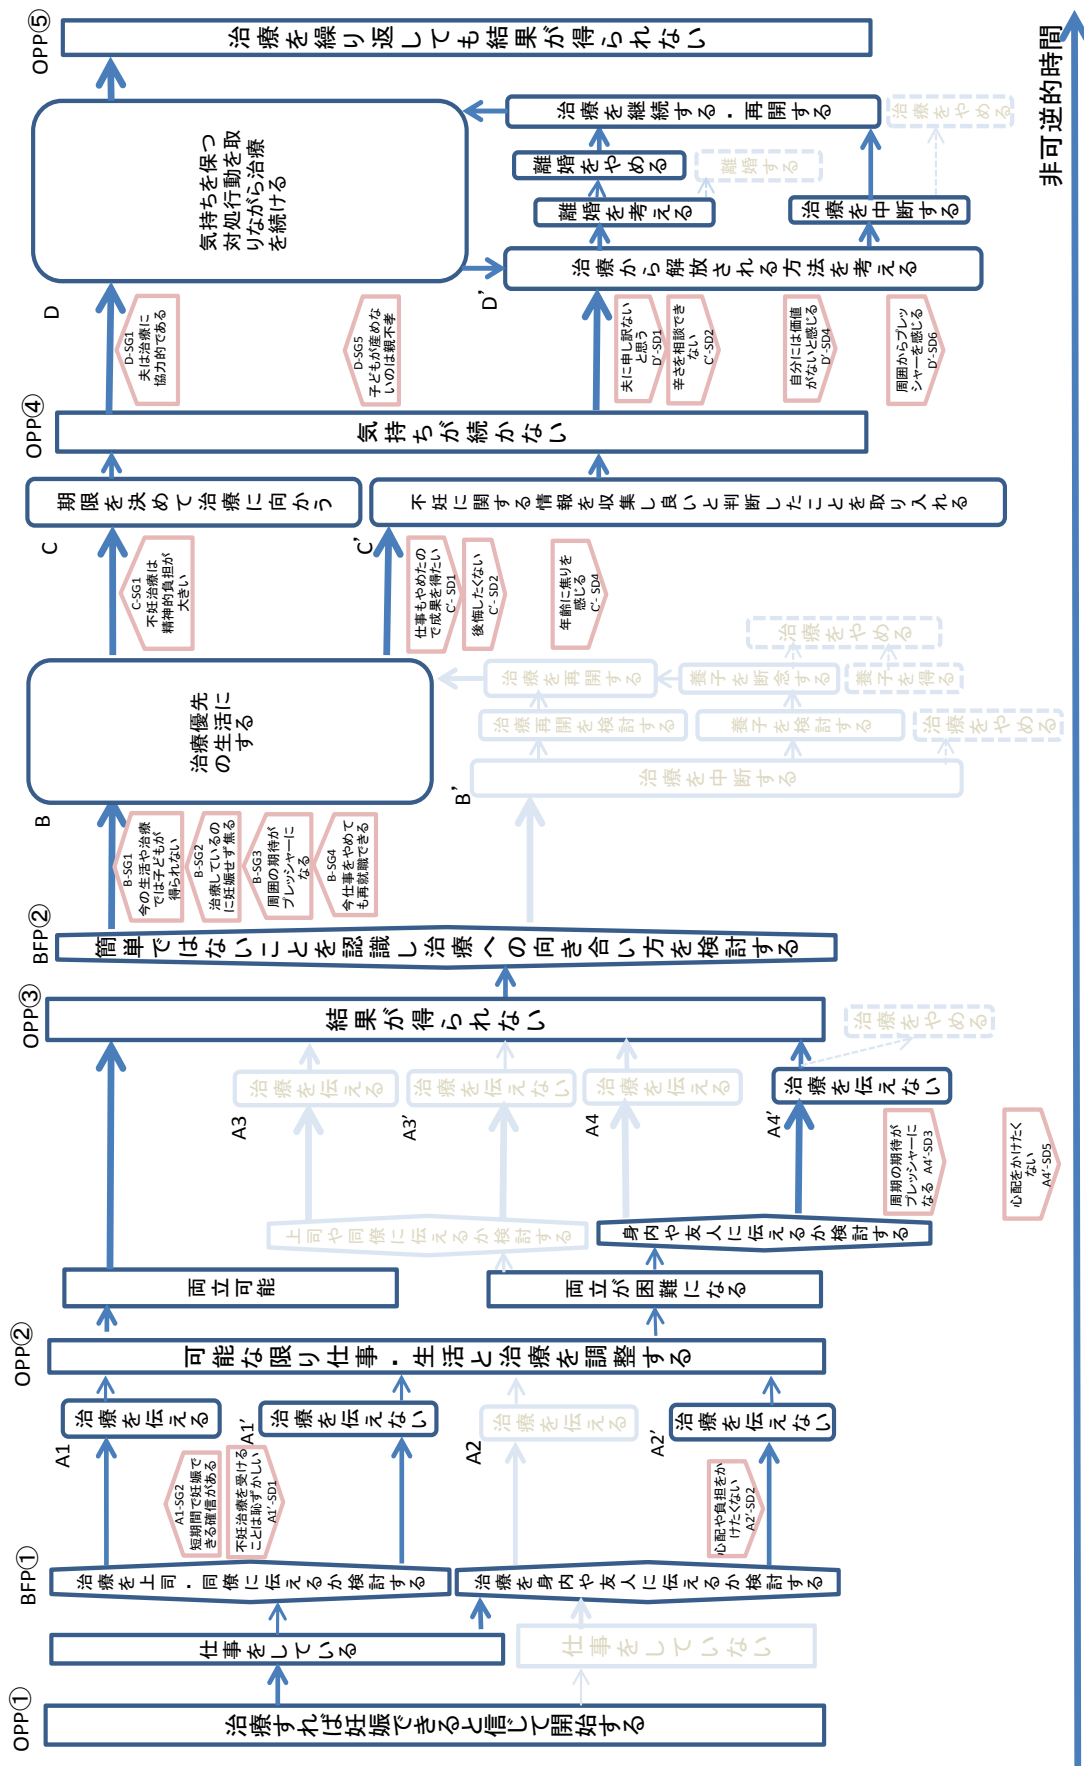 OPP①
治療すれば妊娠できると信じて開始する
仕事をしている
仕事をしていない
BFP①
治療を上司・同僚に伝えるか検討する
治療を身内や友人に伝えるか検討する
A1-SG2
短期間で妊娠で
きる確信がある
不妊治療を受ける
ことは恥ずかしい
A1’-SD1
心配や負担をか
けたくない
A2’-SD2
A1
治療を伝える
A1’
治療を伝えない
A2
治療を伝える
A2’
治療を伝えない
OPP②
可能な限り仕事・生活と治療を調整する
両立可能
両立が困難になる
上司や同僚に伝えるか検討する
身内や友人に伝えるか検討する
周期の期待が
プレッシャーに
なる A4’-SD3
心配をかけたく
ない
A4’-SD5
A3
治療を伝える
A3’
治療を伝えない
A4
治療を伝える
A4’
治療を伝えない
治療をやめる
OPP③
結果が得られない
BFP②
簡単ではないことを認識し治療への向き合い方を検討する
B-SG1
今の生活や治療
では子どもが
得られない
B-SG2
治療しているの
に妊娠せず焦る
B-SG3
周囲の期待が
プレッシャーに
なる
B-SG4
今仕事をやめて
も再就職できる
B
治療優先
の生活に
する
B’
治療を中断する
治療再開を検討する
養子を検討する
治療をやめる
治療を再開する
養子を断念する
養子を得る
治療をやめる
C-SG1
不妊治療は
精神的負担が
大きい
仕事もやめたの
で成果を得たい
C’- SD1
後悔したくない
C’- SD2
年齢に焦りを
感じる
C’- SD4
C
期限を決めて治療に向かう
C’
不妊に関する情報を収集し良いと判断したことを取り入れる
OPP④
気持ちが続かない
D-SG1
夫は治療に
協力的である
D-SG5
子どもが産めな
いのは親不孝
夫に申し訳ない
と思う
D’-SD1
辛さを相談でき
ない
C’-SD2
自分には価値
がないと感じる
D’-SD4
周囲からプレッ
シャーを感じる
D’-SD6
D
気持ちを保つ
対処行動を取
りながら治療
を続ける
D’
治療から解放される方法を考える
離婚を考える
治療を中断する
離婚をやめる
離婚する
治療を継続する・再開する
治療をやめる
OPP⑤
治療を繰り返しても結果が得られない
非可逆的時間